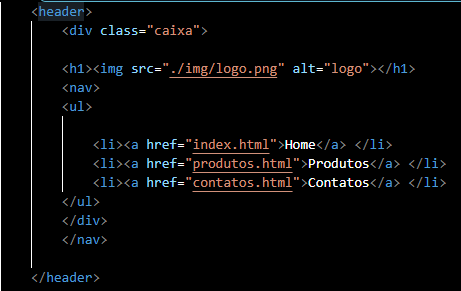 <header>
<div class="caixa">
<h1><img src="./img/logo.png" alt="logo"></h1>
<nav>
<ul>
<li><a href="index.html">Home</a> </li>
<li><a href="produtos.html">Produtos</a> </li>
<li><a href="contatos.html">Contatos</a> </li>
</ul>
</div>
</nav>
</header>